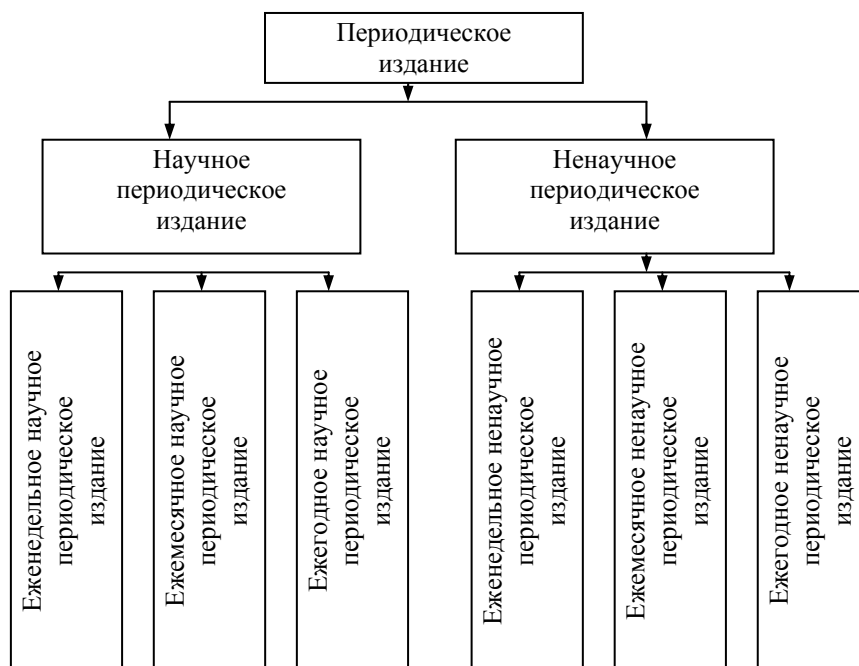 Периодическое
издание
Научное
периодическое
издание
Ненаучное
периодическое
издание
Еженедельное научное
периодическое
издание
Ежемесячное научное
периодическое
издание
Ежегодное научное
периодическое
издание
Еженедельное ненаучное
периодическое
издание
Ежемесячное ненаучное
периодическое
издание
Ежегодное ненаучное
периодическое
издание